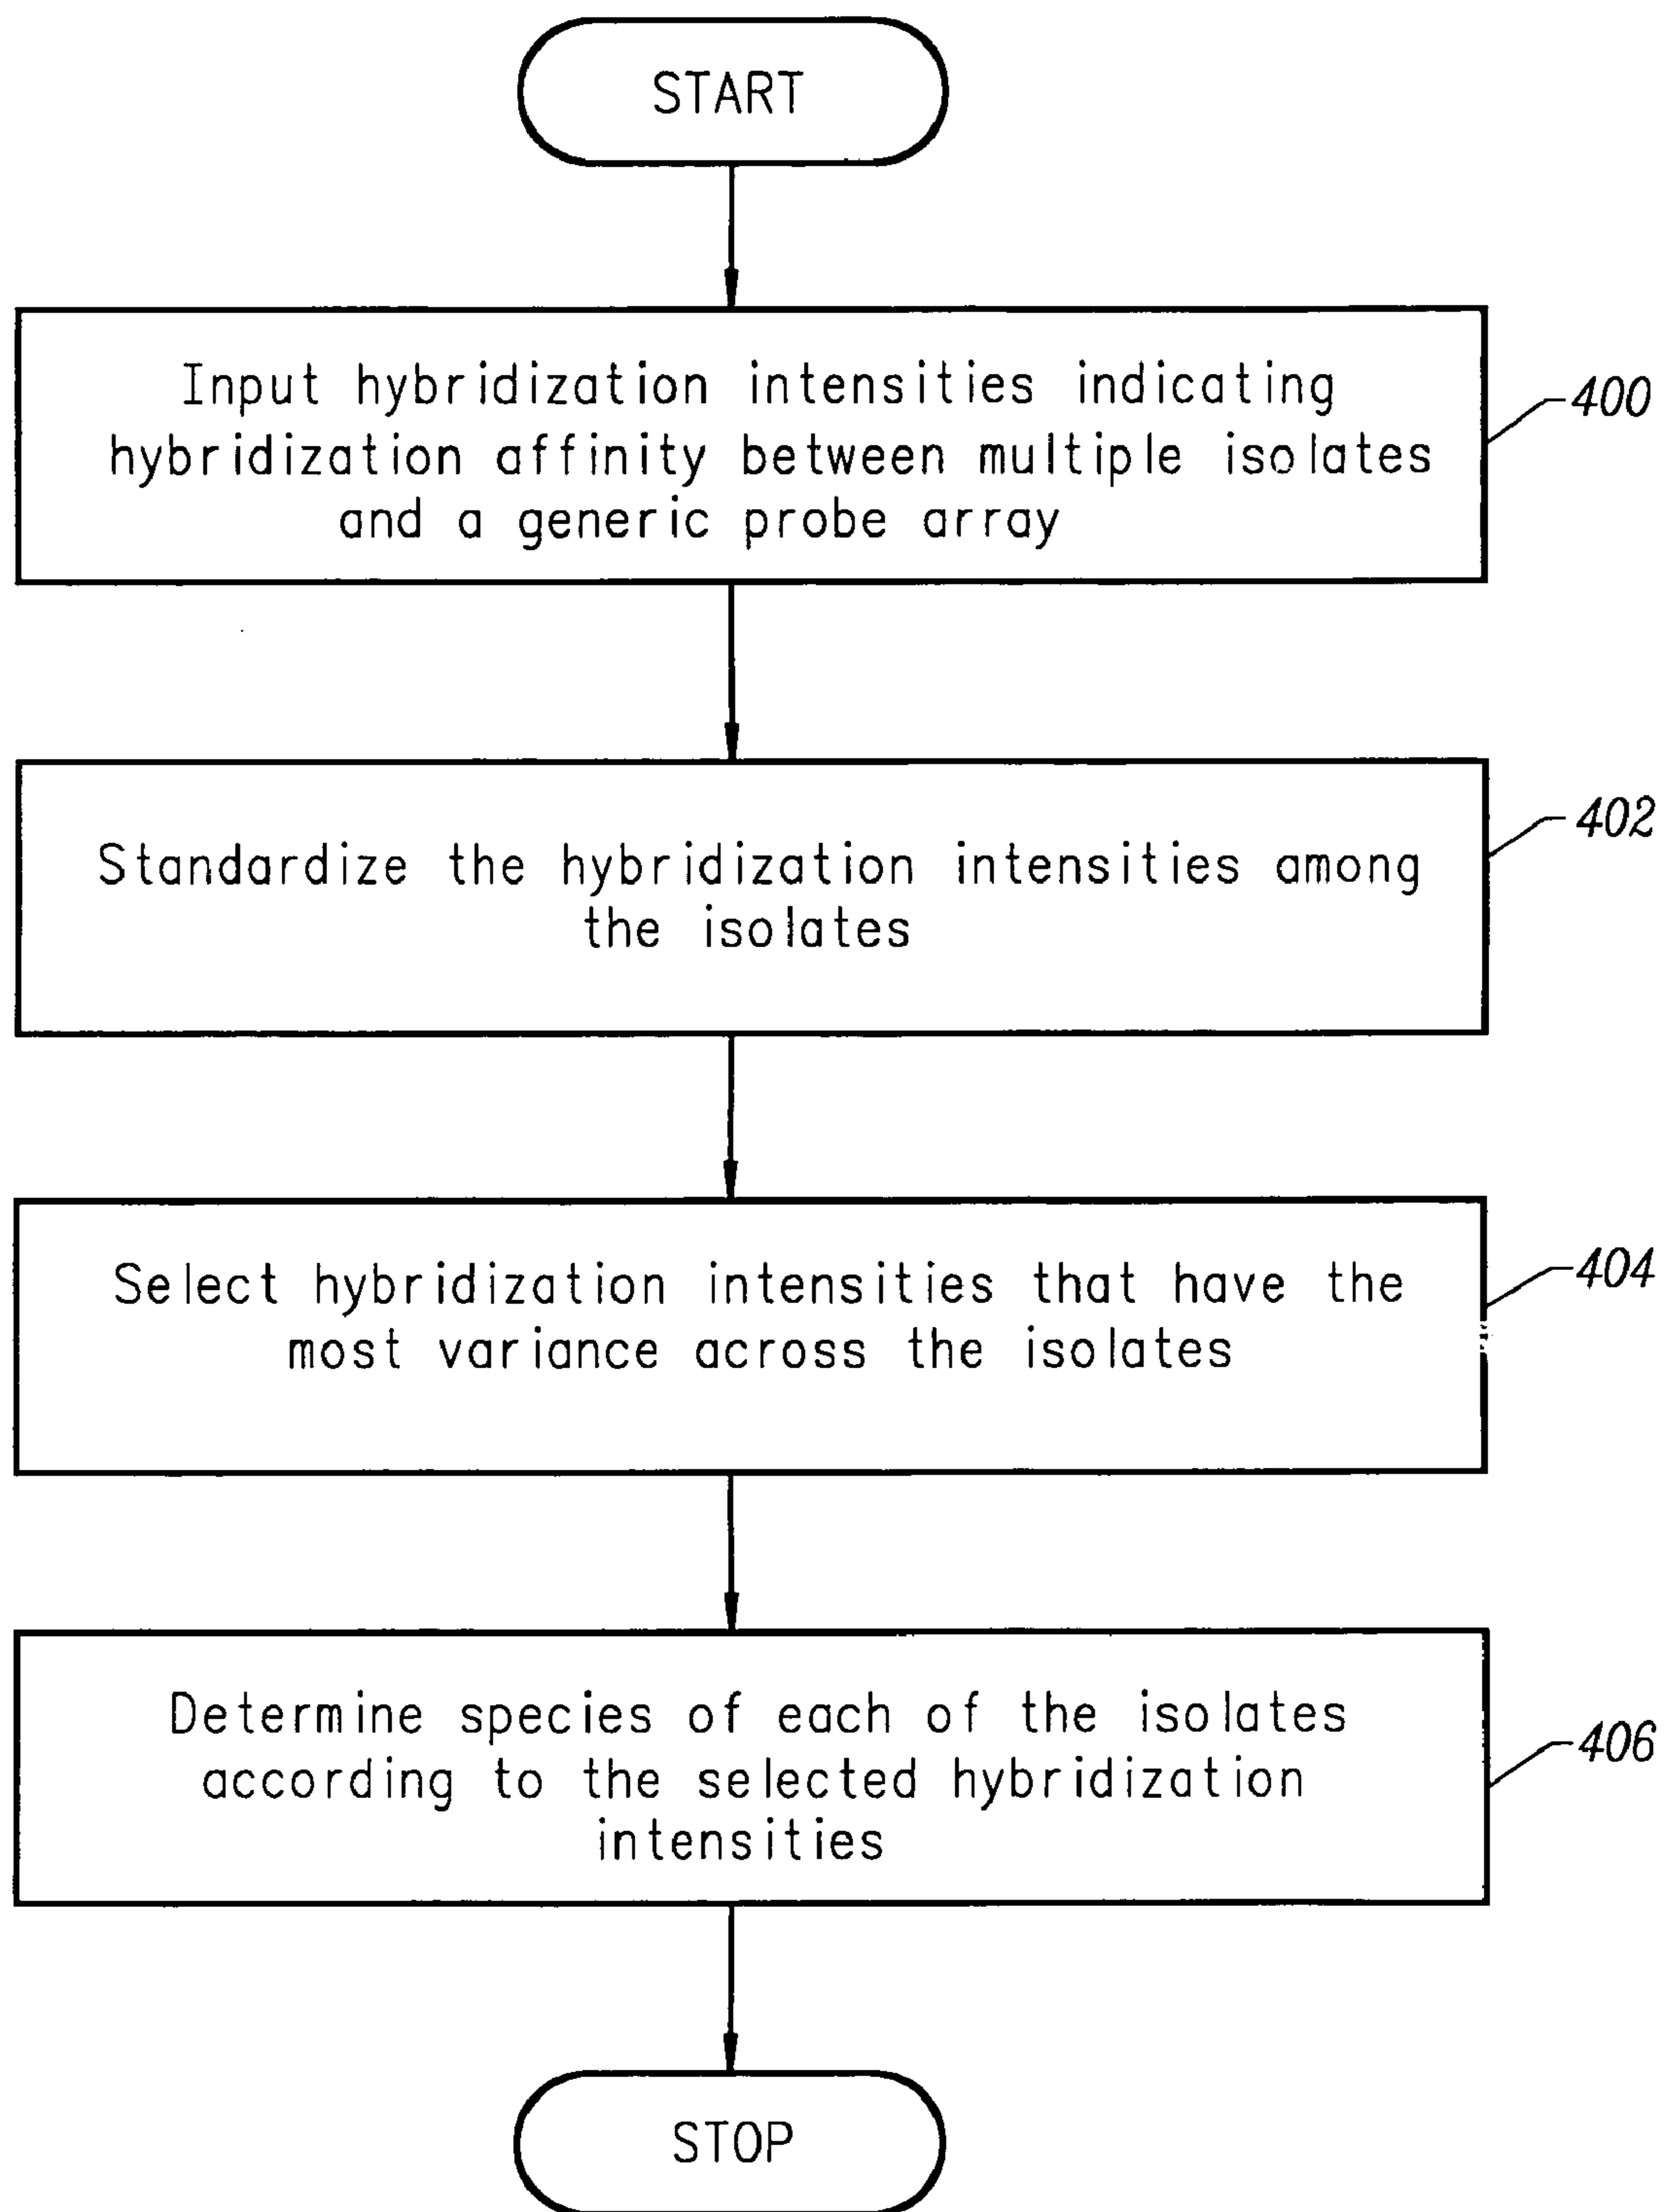 START
Input hybridization intensities indicating
hybridization affinity between multiple isolates
and a generic probe array
400
Standardize the hybridization intensities among
the isolates
402
Select hybridization intensities that have the
most variance across the isolates
404
Determine species of each of the isolates
according to the selected hybridization
intensities
406
STOP